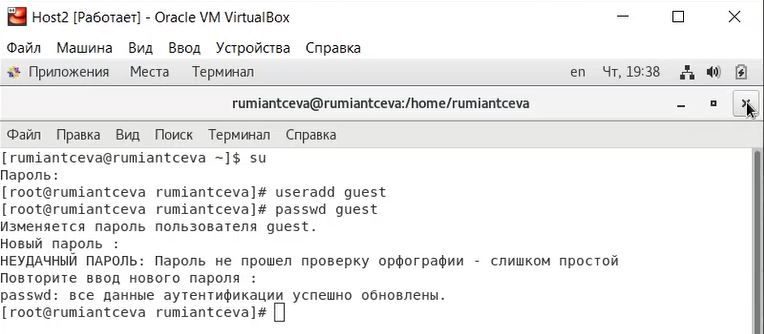 Host2 [Работает] - Oracle VM VirtualBox
Файл Машина Вид Ввод Устройства Справка
Приложения Места Терминал en Чт, 19:38
rumiantceva@rumiantceva:/home/rumiantceva
Файл Правка Вид Поиск Терминал Справка
[rumiantceva@rumiantceva ~]$ su
Пароль:
[root@rumiantceva rumiantceva]# useradd guest
[root@rumiantceva rumiantceva]# passwd guest
Изменяется пароль пользователя guest.
Новый пароль :
НЕУДАЧНЫЙ ПАРОЛЬ: Пароль не прошел проверку орфографии - слишком простой
Повторите ввод нового пароля :
passwd: все данные аутентификации успешно обновлены.
[root@rumiantceva rumiantceva]#